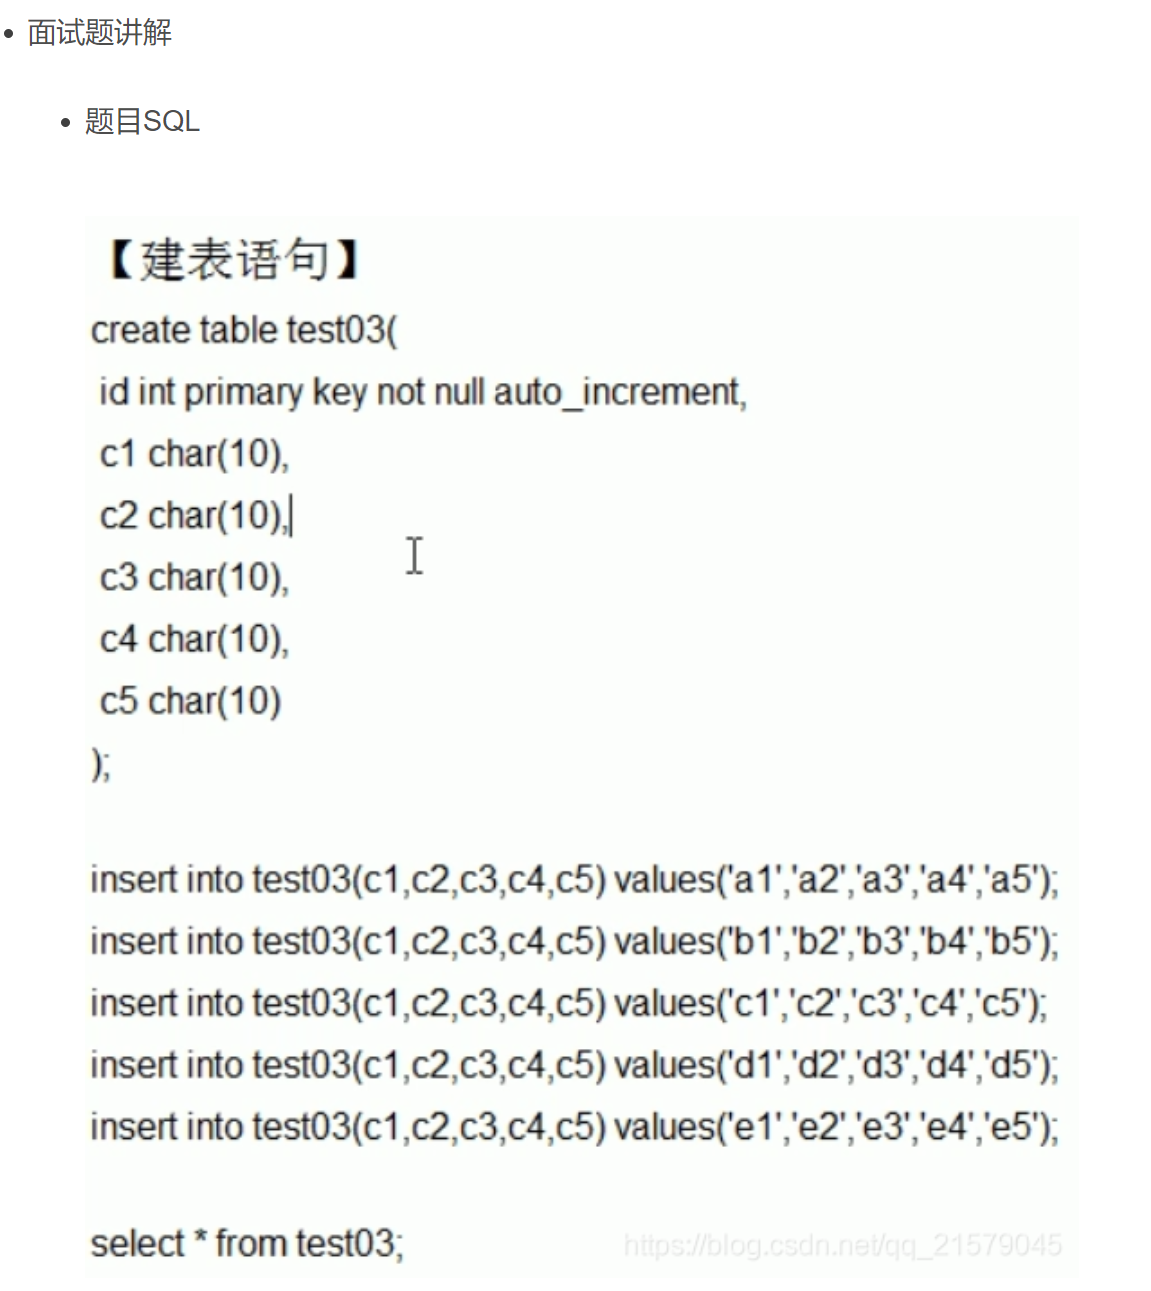 面试题讲解
题目SQL
【建表语句】
create table test03(
id int primary key not null auto_increment,
c1 char(10),
c2 char(10),
c3 char(10),
c4 char(10),
c5 char(10)
);
insert into test03(c1,c2,c3,c4,c5) values('a1','a2','a3','a4','a5');
insert into test03(c1,c2,c3,c4,c5) values('b1','b2','b3','b4','b5');
insert into test03(c1,c2,c3,c4,c5) values('c1','c2','c3','c4','c5');
insert into test03(c1,c2,c3,c4,c5) values('d1','d2','d3','d4','d5');
insert into test03(c1,c2,c3,c4,c5) values('e1','e2','e3','e4','e5');
select * from test03;
https://blog.csdn.net/qq_21579045